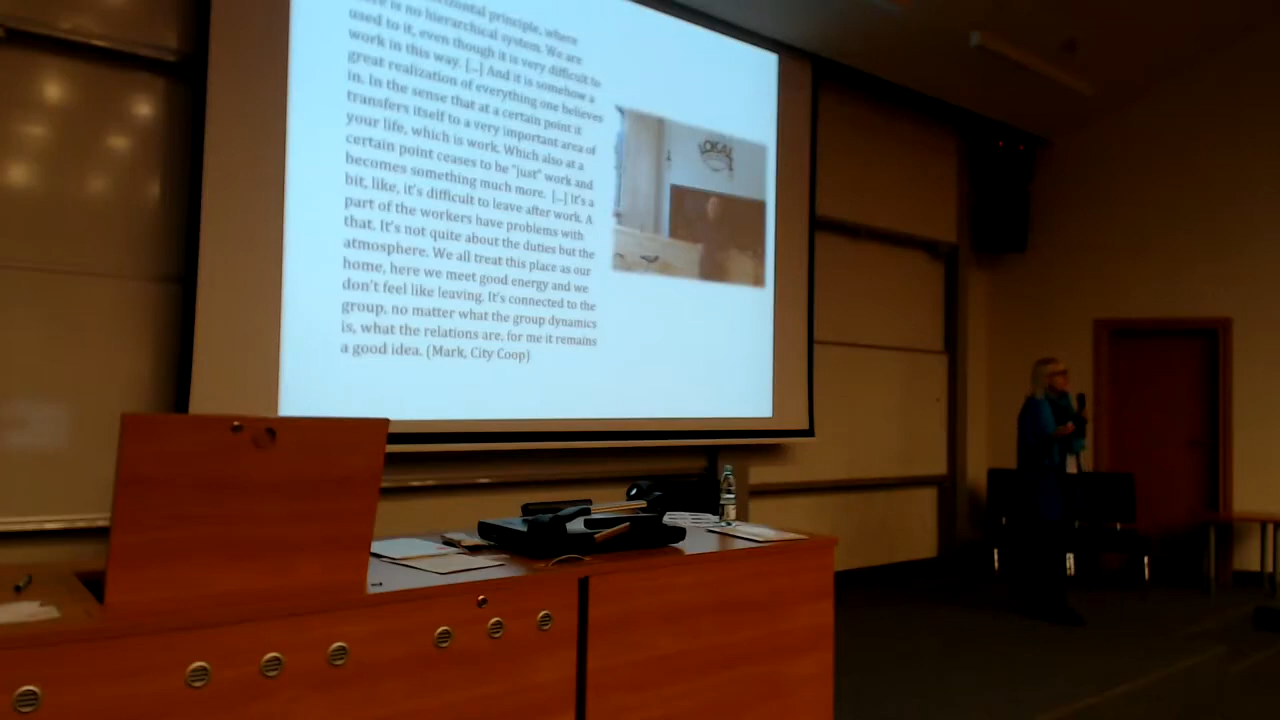 horizontal principle, where
there is no hierarchical system. We are
used to it, even though it is very difficult to
work in this way. [...] And it is somehow a
great realization of everything one believes
in. In the sense that at a certain point it
transfers itself to a very important area of
your life, which is work. Which also at a
certain point ceases to be "just" work and
becomes something much more. [...] It's a
bit, like, it's difficult to leave after work. A
part of the workers have problems with
that. It's not quite about the duties but the
atmosphere. We all treat this place as our
home, here we meet good energy and we
don't feel like leaving. It's connected to the
group, no matter what the group dynamics
is, what the relations are, for me it remains
a good idea. (Mark, City Coop)
LOKAL